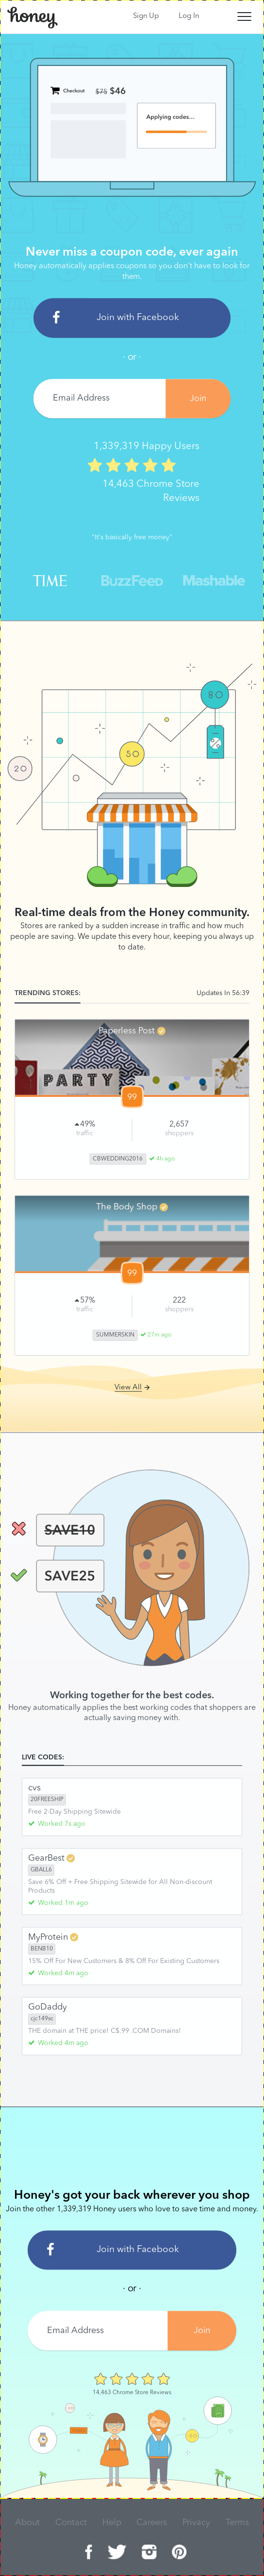 honey
Sign Up Log In
Checkout $75 $46
Applying codes...
Never miss a coupon code, ever again
Honey automatically applies coupons so you don't have to look for
them.
Join with Facebook
· or ·
Email Address Join
1,339,319 Happy Users
14,463 Chrome Store
Reviews
"It's basically free money"
TIME BuzzFeed Mashable
80
50
20
Real-time deals from the Honey community.
Stores are ranked by a sudden increase in traffic and how much
people are saving. We update this every hour, keeping you always up
to date.
TRENDING STORES: Updates In 56:39
Paperless Post
PARTY
99
49% 2,657
traffic shoppers
CBWEDDING2016 4h ago
The Body Shop
99
57% 222
traffic shoppers
SUMMERSKIN 27m ago
View All
SAVE10
SAVE25
Working together for the best codes.
Honey automatically applies the best working codes that shoppers are
actually saving money with.
LIVE CODES:
cvs
20FREESHIP
Free 2-Day Shipping Sitewide
Worked 7s ago
GearBest
GBALL6
Save 6% Off + Free Shipping Sitewide for All Non-discount
Products
Worked 1m ago
MyProtein
BENB10
15% Off For New Customers & 8% Off For Existing Customers
Worked 4m ago
GoDaddy
cjc149sc
THE domain at THE price! C$.99 .COM Domains!
Worked 4m ago
Honey's got your back wherever you shop
Join the other 1,339,319 Honey users who love to save time and money.
Join with Facebook
· or ·
Email Address Join
14,463 Chrome Store Reviews
About Contact Help Careers Privacy Terms